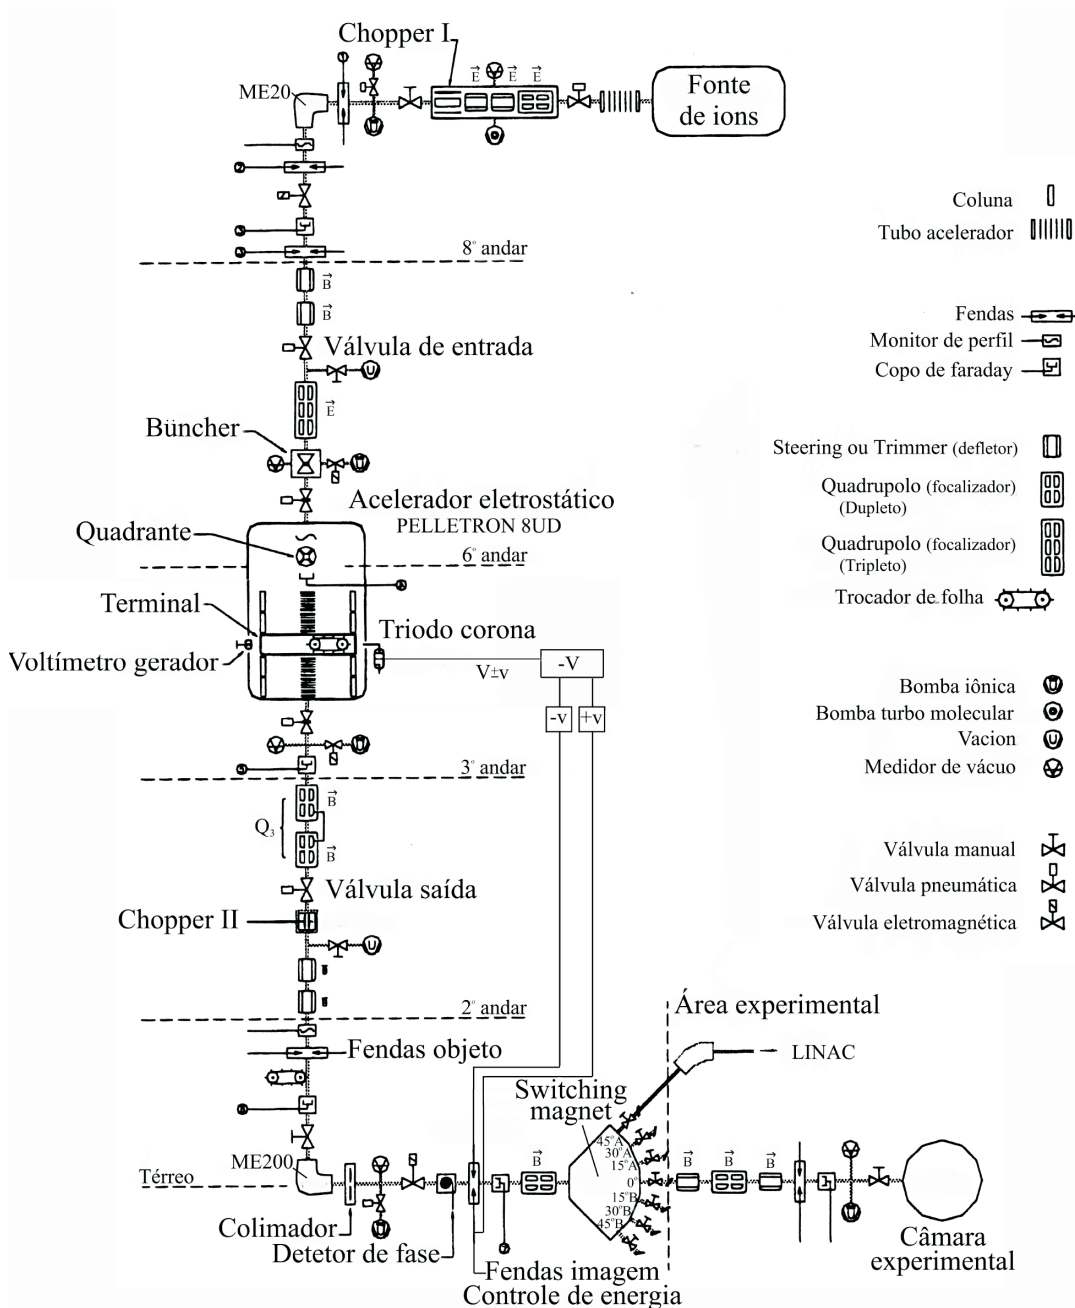 Chopper I
ME20
E
E
E
Fonte
de ions
8° andar
B
B
Válvula de entrada
E
Büncher
Acelerador eletrostático
PELLETRON 8UD
Quadrante
6° andar
Terminal
Triodo corona
Voltímetro gerador
V±v
-V
-v
+v
3° andar
B
Q3
B
Válvula saída
Chopper II
2° andar
Fendas objeto
Área experimental
LINAC
Switching
magnet
45°A
30°A
15°A
0°
15°B
30°B
45°B
Térreo
ME200
B
B
B
B
Colimador
Detetor de fase
Fendas imagem
Controle de energia
Câmara
experimental
Coluna
Tubo acelerador
Fendas
Monitor de perfil
Copo de faraday
Steering ou Trimmer (defletor)
Quadrupolo (focalizador)
(Dupleto)
Quadrupolo (focalizador)
(Tripleto)
Trocador de folha
Bomba iônica
Bomba turbo molecular
Vacion
Medidor de vácuo
Válvula manual
Válvula pneumática
Válvula eletromagnética